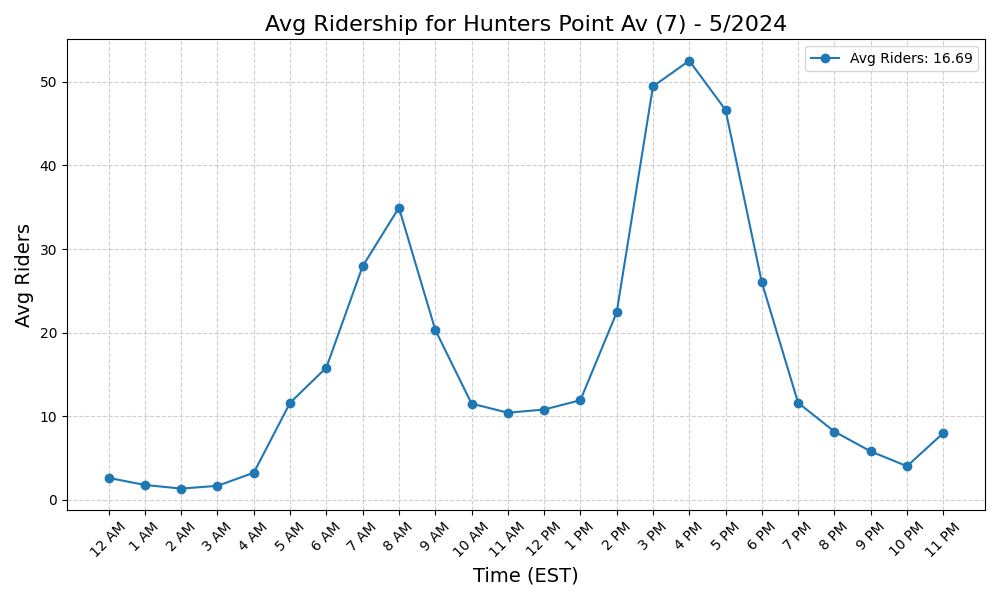 Avg Ridership for Hunters Point Av (7) - 5/2024
Avg Riders: 16.69
Avg Riders
50
40
30
20
10
0
12 AM
1 AM
2 AM
3 AM
4 AM
5 AM
6 AM
7 AM
8 AM
9 AM
10 AM
11 AM
12 PM
1 PM
2 PM
3 PM
4 PM
5 PM
6 PM
7 PM
8 PM
9 PM
10 PM
11 PM
Time (EST)